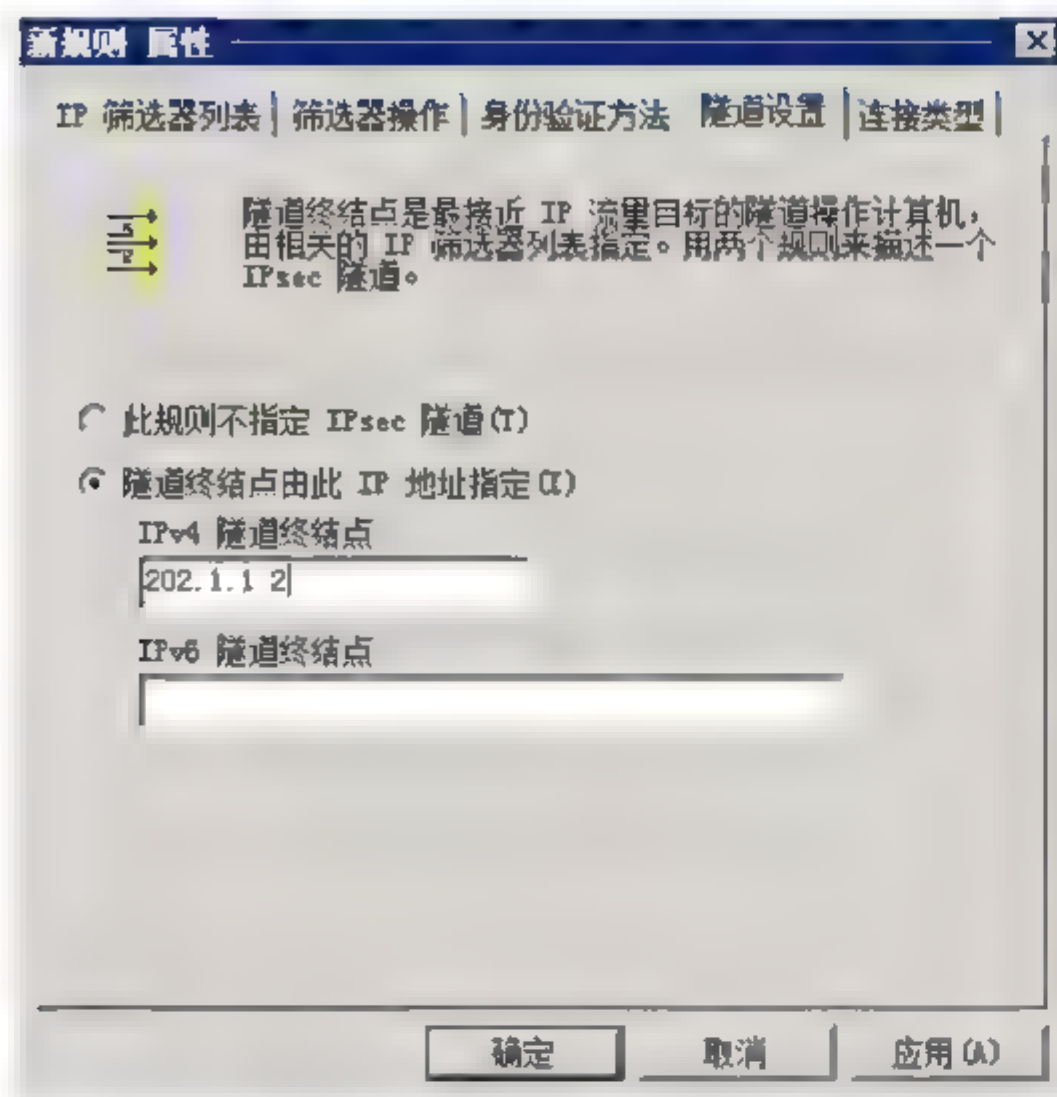 新规则 属性
IP 筛选器列表 筛选器操作 身份验证方法 隧道设置 连接类型
隧道终结点是最接近 IP 流量目标的隧道操作计算机，
由相关的 IP 筛选器列表指定。用两个规则来描述一个
IPsec 隧道。
此规则不指定 IPsec 隧道(T)
隧道终结点由此 IP 地址指定(I)
IPv4 隧道终结点
202.1.1 2
IPv6 隧道终结点
确定 取消 应用(A)